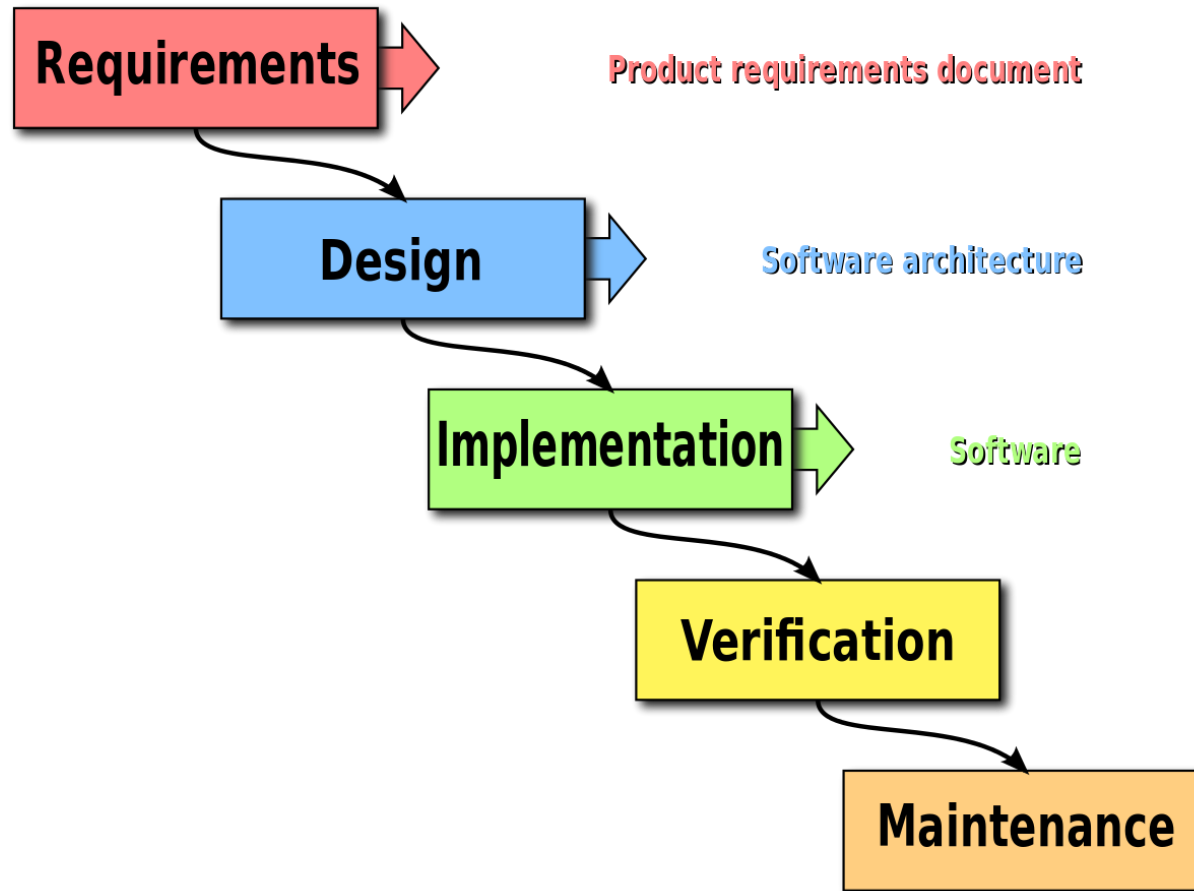 Requirements
Product requirements document
Design
Software architecture
Implementation
Software
Verification
Maintenance